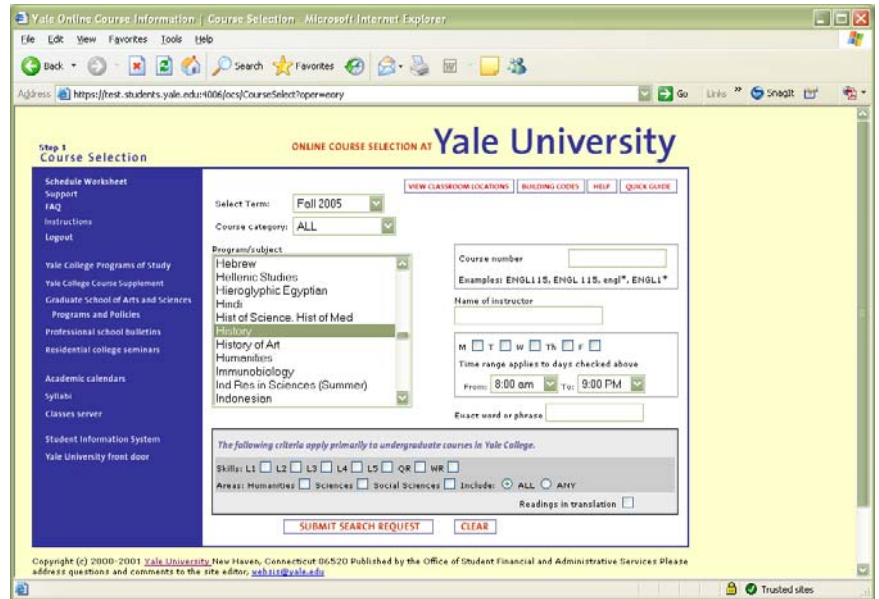 Yale Online Course Information | Course Selection - Microsoft Internet Explorer
File Edit View Favorites Tools Help
Back Search Favorites
Address https://test.students.yale.edu:4006/ocs/CourseSelect?operweory Go Links » SnagIt
Step 1
Course Selection
ONLINE COURSE SELECTION AT Yale University
Schedule Worksheet
Support
FAQ
Instructions
Logout
Yale College Programs of Study
Yale College Course Supplement
Graduate School of Arts and Sciences
Programs and Policies
Professional school bulletins
Residential college seminars
Academic calendars
Syllabi
Classes server
Student Information System
Yale University front door
VIEW CLASSROOM LOCATIONS BUILDING CODES HELP QUICK GUIDE
Select Term: Fall 2005
Course category: ALL
Program/subject
Hebrew
Hellenic Studies
Hieroglyphic Egyptian
Hindi
Hist of Science, Hist of Med
History
History of Art
Humanities
Immunobiology
Ind Res in Sciences (Summer)
Indonesian
Course number
Examples: ENGL115, ENGL 115, engl*, ENGL1*
Name of instructor
M T W Th F
Time range applies to days checked above
From: 8:00 am To: 9:00 PM
Exact word or phrase
The following criteria apply primarily to undergraduate courses in Yale College.
Skills: L1 L2 L3 L4 L5 QR WR
Areas: Humanities Sciences Social Sciences Include: ALL ANY
Readings in translation
SUBMIT SEARCH REQUEST CLEAR
Copyright (c) 2000-2001 Yale University New Haven, Connecticut 06520 Published by the Office of Student Financial and Administrative Services Please
address questions and comments to the site editor, websis@yale.edu
Trusted sites